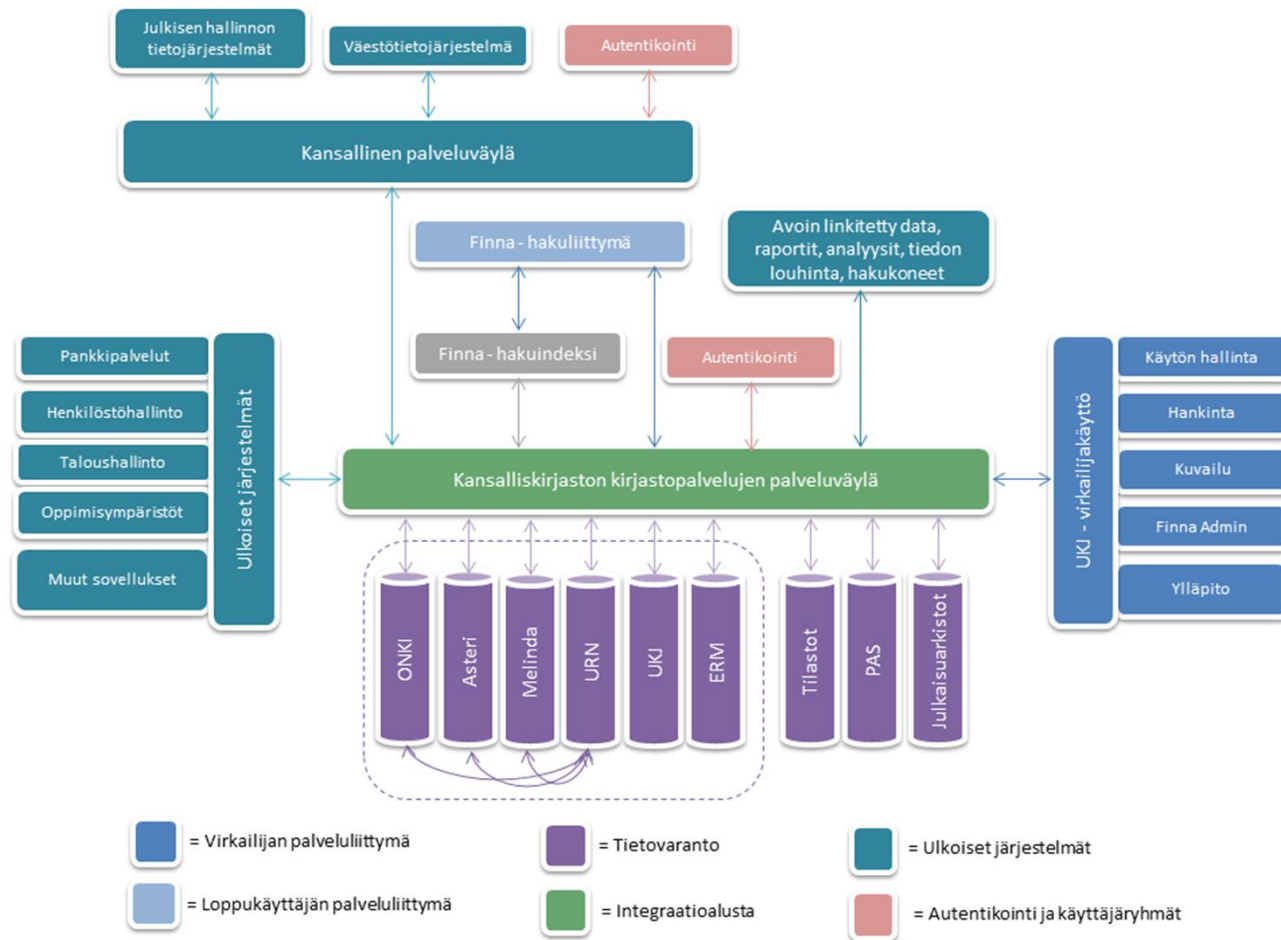 Julkisen hallinnon
tietojärjestelmät
Väestötietojärjestelmä
Autentikointi
Kansallinen palveluväylä
Finna - hakuliittymä
Avoin linkitetty data,
raportit, analyysit, tiedon
louhinta, hakukoneet
Finna - hakuindeksi
Autentikointi
Pankkipalvelut
Henkilöstöhallinto
Taloushallinto
Oppimisympäristöt
Muut sovellukset
Ulkoiset järjestelmät
Kansalliskirjaston kirjastopalvelujen palveluväylä
UKJ - virkailijakäyttö
Käytön hallinta
Hankinta
Kuvailu
Finna Admin
Ylläpito
ONKI
Asteri
Melinda
URN
UKJ
ERM
Tilastot
PAS
Julkaisuarkistot
= Virkailijan palveluliittymä
= Tietovaranto
= Ulkoiset järjestelmät
= Loppukäyttäjän palveluliittymä
= Integraatioalusta
= Autentikointi ja käyttäjäryhmät